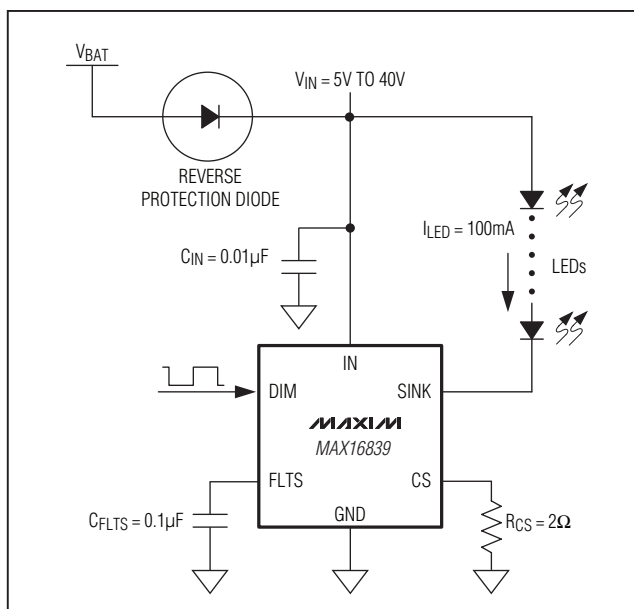 VBAT
VIN = 5V TO 40V
REVERSE
PROTECTION DIODE
ILED = 100mA
CIN = 0.01µF
LEDs
IN
DIM
SINK
MAXIM
MAX16839
FLTS
CS
CFLTS = 0.1µF
GND
RCS = 2Ω